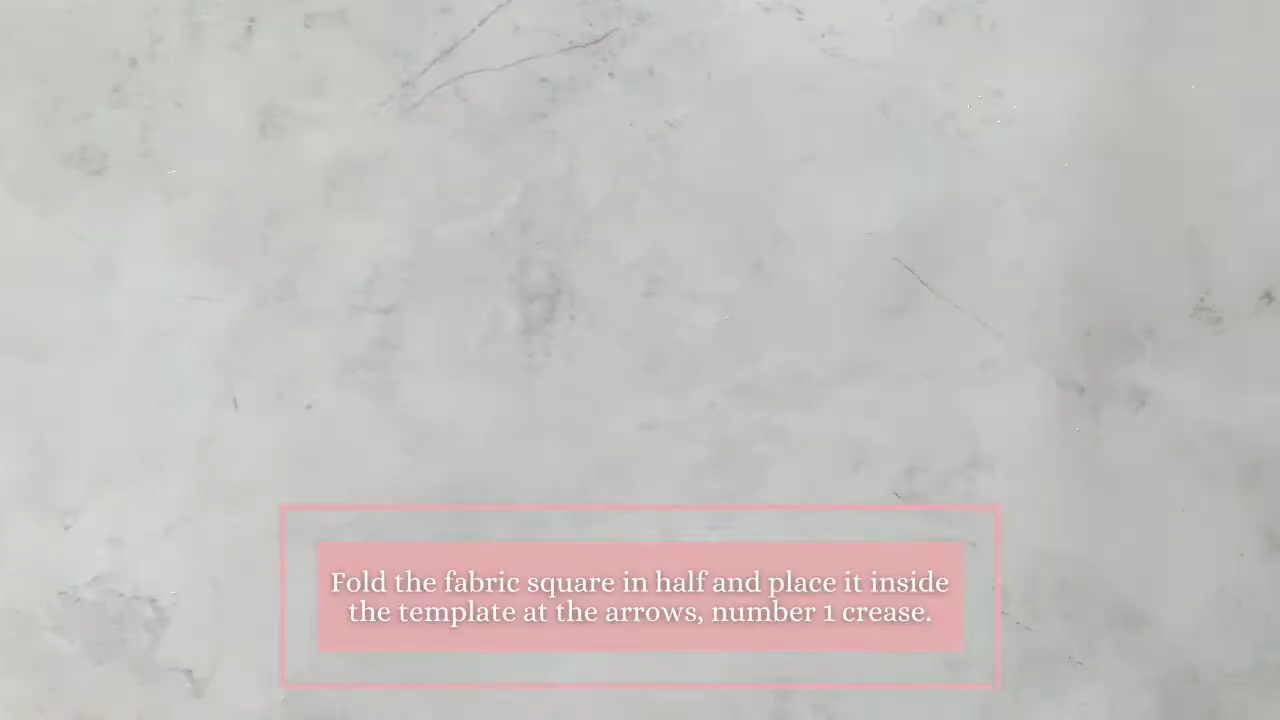 Fold the fabric square in half and place it inside
the template at the arrows, number 1 crease.